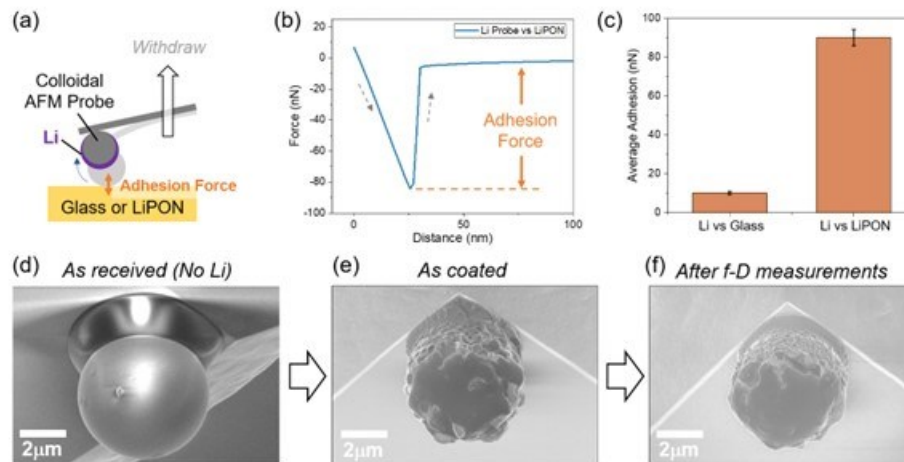 (a)
Withdraw
Colloidal
AFM Probe
Li
Adhesion Force
Glass or LiPON
(b)
Li Probe vs LiPON
20
0
-20
-40
-60
-80
-100
Force (nN)
Adhesion
Force
0
50
100
Distance (nm)
(c)
100
80
60
40
20
0
Average Adhesion (nN)
Li vs Glass
Li vs LiPON
(d)
As received (No Li)
2μm
(e)
As coated
2μm
(f)
After f-D measurements
2μm